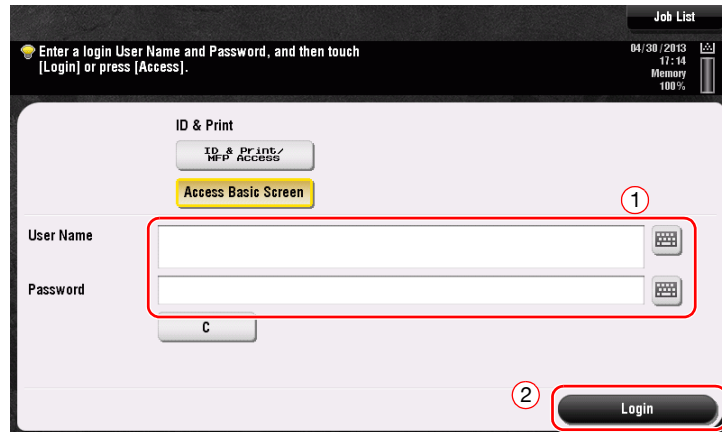 Job List
Enter a login User Name and Password, and then touch
[Login] or press [Access].
04/30/2013
17:14
Memory
100%
ID & Print
ID & Print/
MFP Access
Access Basic Screen
1
User Name
Password
C
2
Login